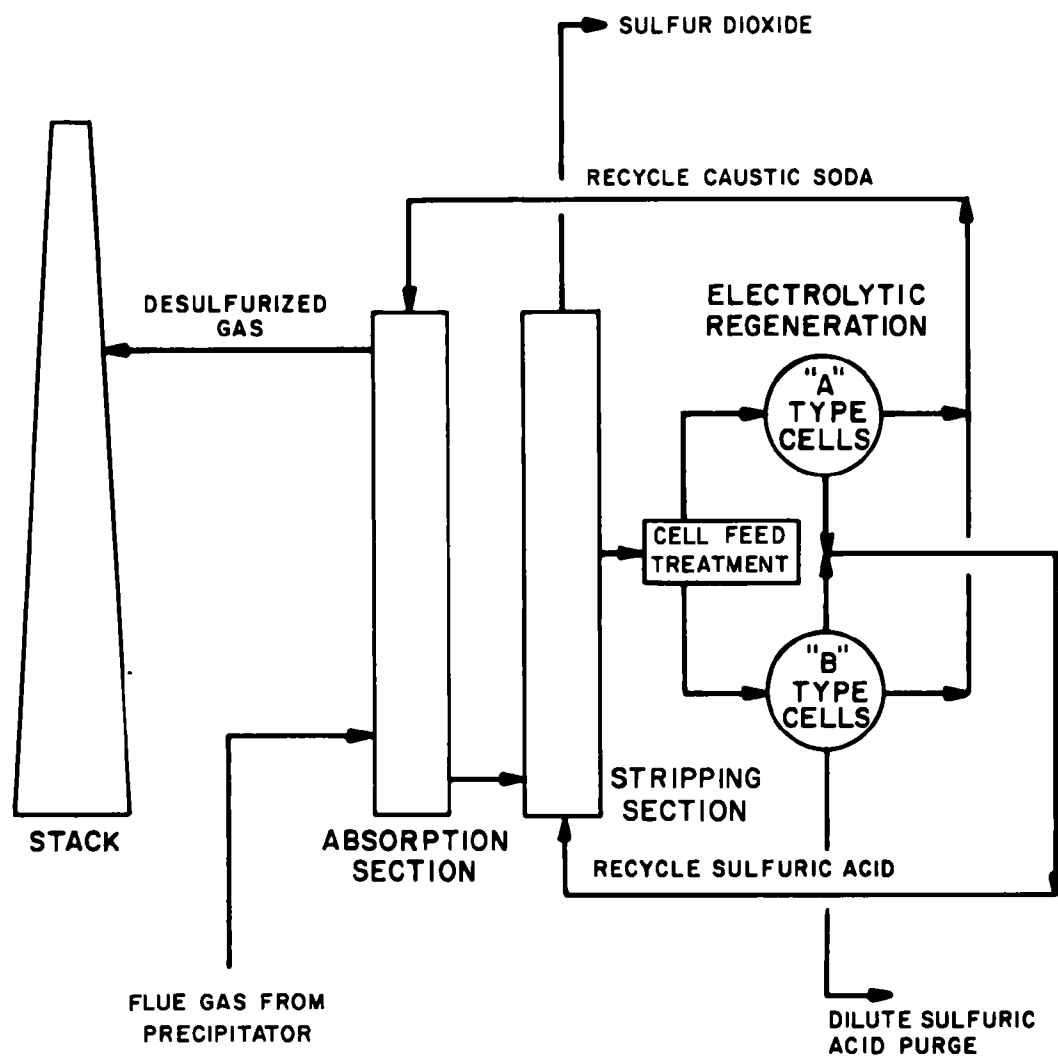 SULFUR DIOXIDE
RECYCLE CAUSTIC SODA
DESULFURIZED
GAS
ELECTROLYTIC
REGENERATION
"A"
TYPE
CELLS
CELL FEED
TREATMENT
"B"
TYPE
CELLS
STRIPPING
SECTION
STACK
ABSORPTION
SECTION
RECYCLE SULFURIC ACID
FLUE GAS FROM
PRECIPITATOR
DILUTE SULFURIC
ACID PURGE